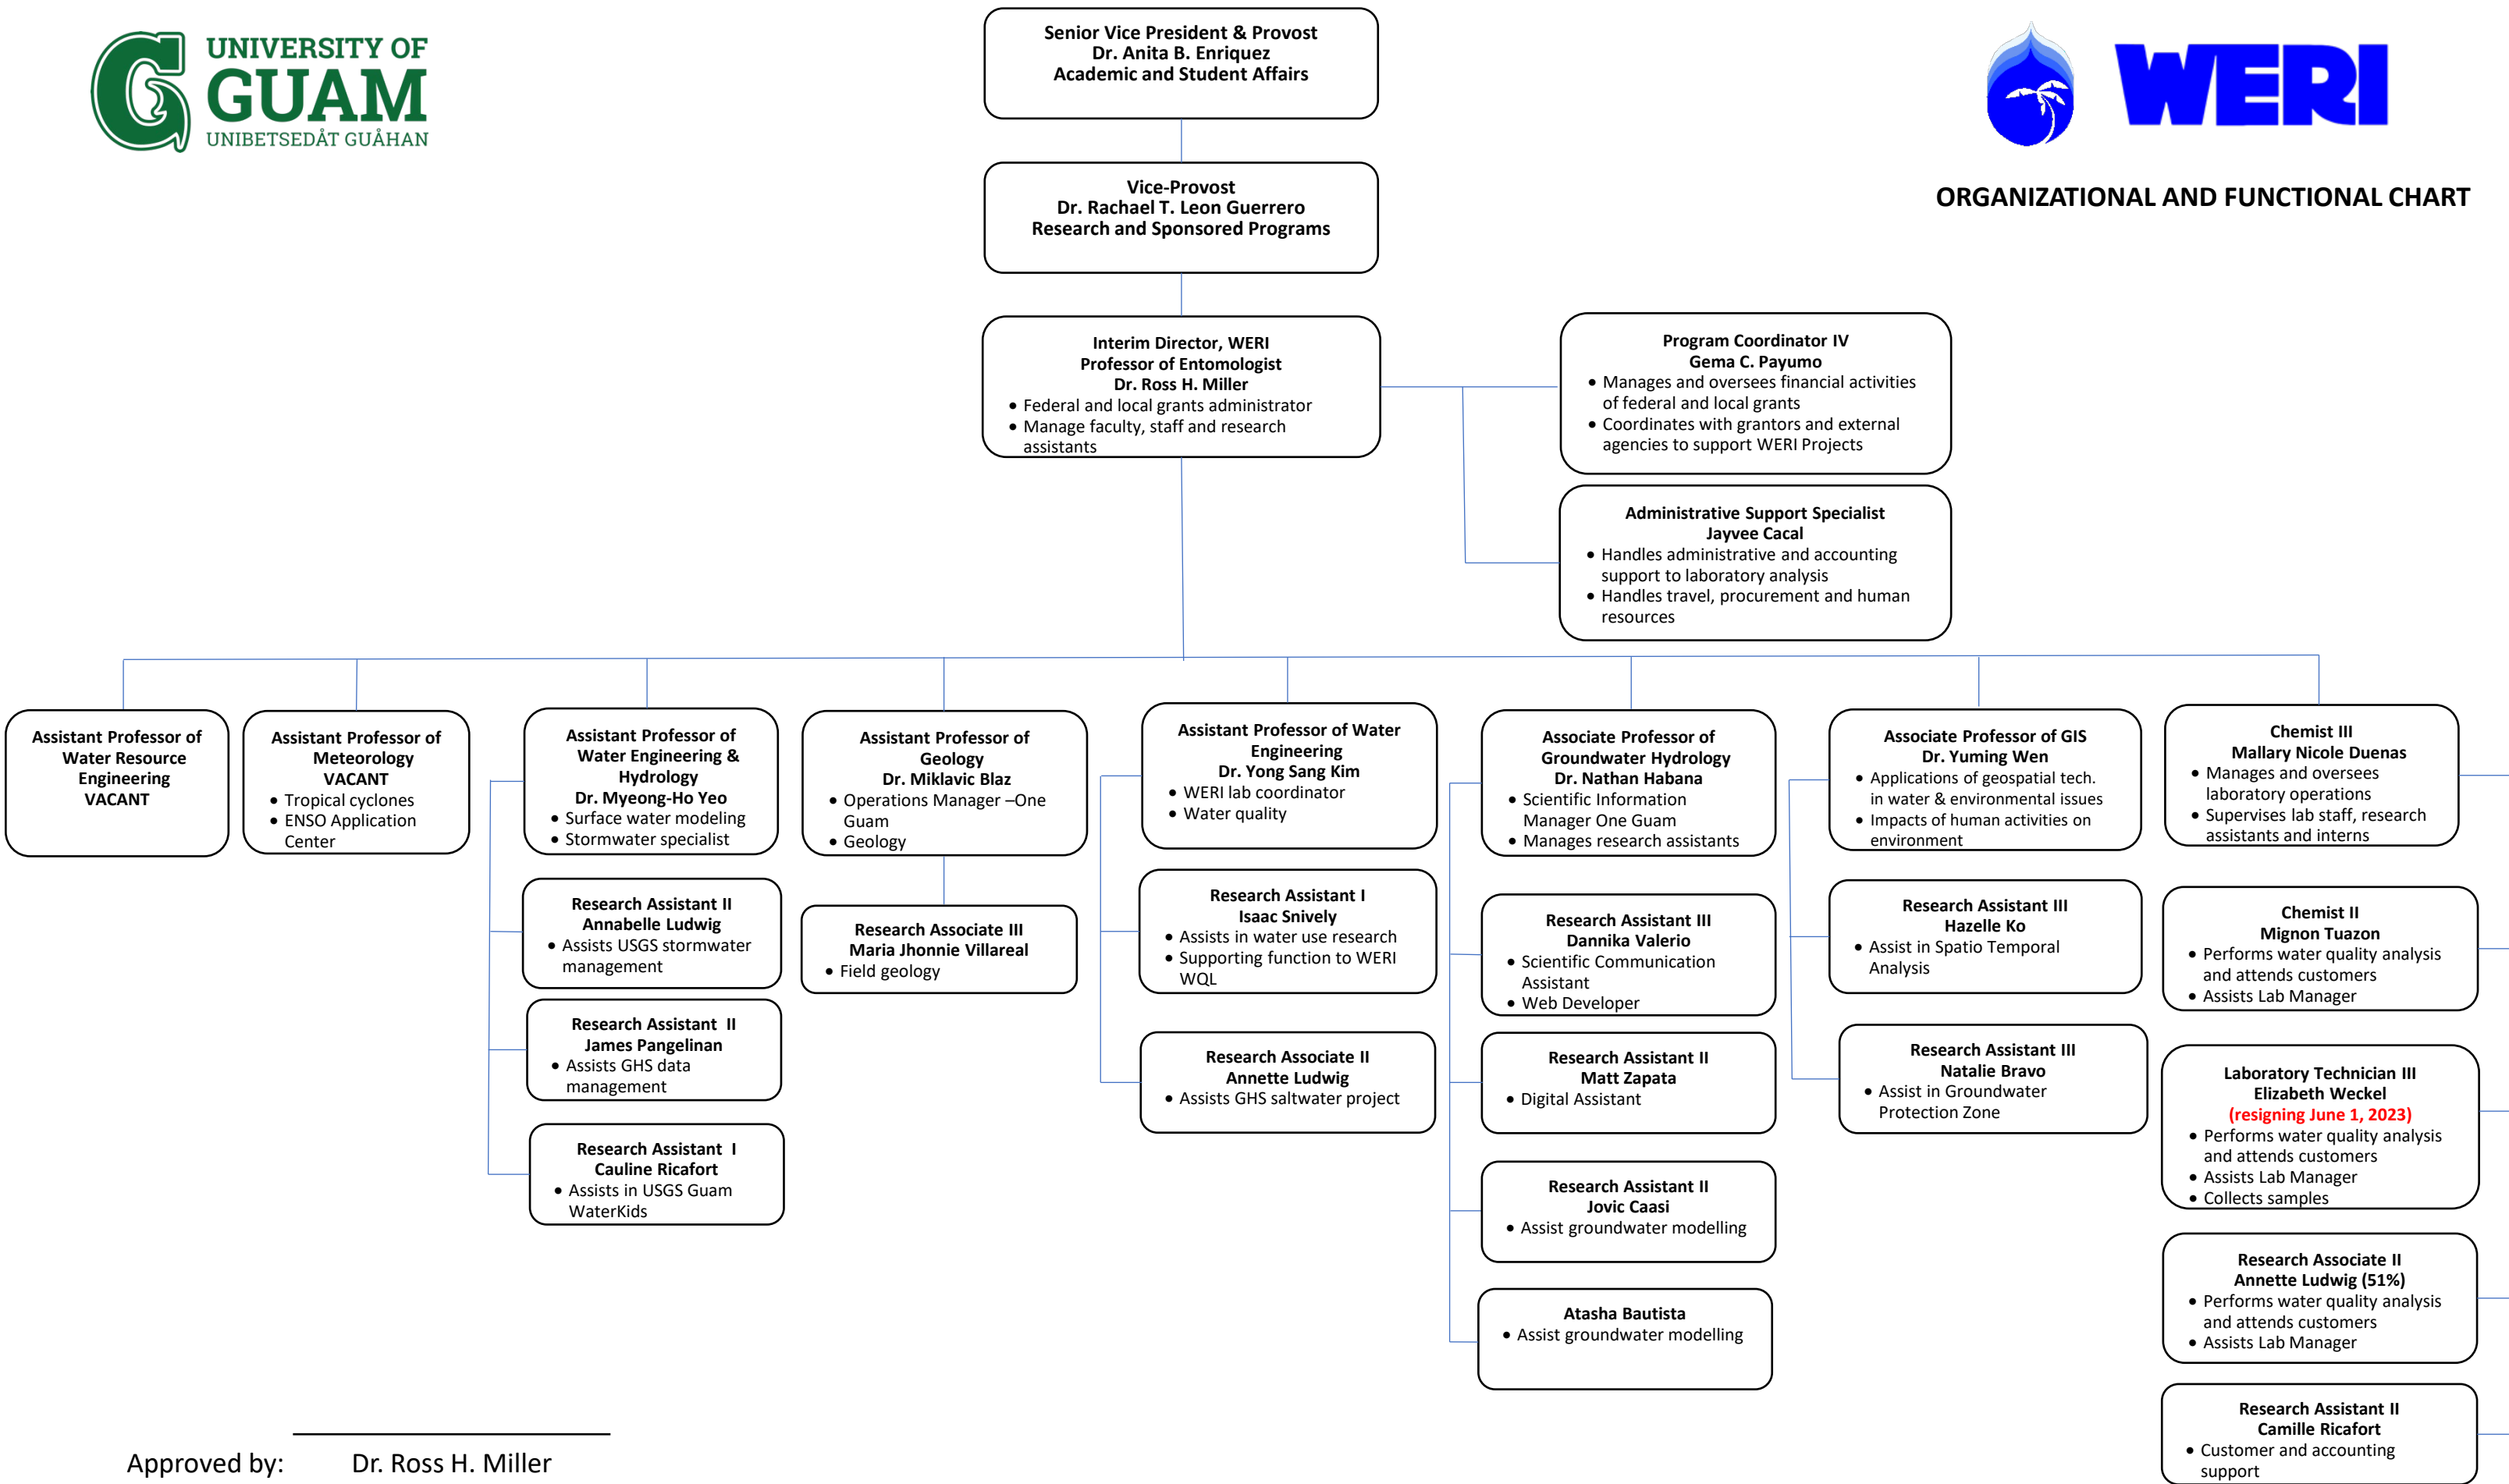 UNIVERSITY OF
GUAM
UNIBETSEDÅT GUÅHAN
Senior Vice President & Provost
Dr. Anita B. Enriquez
Academic and Student Affairs
WERI
ORGANIZATIONAL AND FUNCTIONAL CHART
Vice-Provost
Dr. Rachael T. Leon Guerrero
Research and Sponsored Programs
Interim Director, WERI
Professor of Entomologist
Dr. Ross H. Miller
• Federal and local grants administrator
• Manage faculty, staff and research
assistants
Program Coordinator IV
Gema C. Payumo
• Manages and oversees financial activities
of federal and local grants
• Coordinates with grantors and external
agencies to support WERI Projects
Administrative Support Specialist
Jayvee Cacal
• Handles administrative and accounting
support to laboratory analysis
• Handles travel, procurement and human
resources
Assistant Professor of
Water Resource
Engineering
VACANT
Assistant Professor of
Meteorology
VACANT
• Tropical cyclones
• ENSO Application
Center
Assistant Professor of
Water Engineering &
Hydrology
Dr. Myeong-Ho Yeo
• Surface water modeling
• Stormwater specialist
Research Assistant II
Annabelle Ludwig
• Assists USGS stormwater
management
Research Assistant II
James Pangelinan
• Assists GHS data
management
Research Assistant I
Cauline Ricafort
• Assists in USGS Guam
WaterKids
Assistant Professor of
Geology
Dr. Miklavic Blaz
• Operations Manager –One
Guam
• Geology
Research Associate III
Maria Jhonnie Villareal
• Field geology
Assistant Professor of Water
Engineering
Dr. Yong Sang Kim
• WERI lab coordinator
• Water quality
Research Assistant I
Isaac Snively
• Assists in water use research
• Supporting function to WERI
WQL
Research Associate II
Annette Ludwig
• Assists GHS saltwater project
Associate Professor of
Groundwater Hydrology
Dr. Nathan Habana
• Scientific Information
Manager One Guam
• Manages research assistants
Research Assistant III
Dannika Valerio
• Scientific Communication
Assistant
• Web Developer
Research Assistant II
Matt Zapata
• Digital Assistant
Research Assistant II
Jovic Caasi
• Assist groundwater modelling
Atasha Bautista
• Assist groundwater modelling
Associate Professor of GIS
Dr. Yuming Wen
• Applications of geospatial tech.
in water & environmental issues
• Impacts of human activities on
environment
Research Assistant III
Hazelle Ko
• Assist in Spatio Temporal
Analysis
Research Assistant III
Natalie Bravo
• Assist in Groundwater
Protection Zone
Chemist III
Mallary Nicole Duenas
• Manages and oversees
laboratory operations
• Supervises lab staff, research
assistants and interns
Chemist II
Mignon Tuazon
• Performs water quality analysis
and attends customers
• Assists Lab Manager
Laboratory Technician III
Elizabeth Weckel
(resigning June 1, 2023)
• Performs water quality analysis
and attends customers
• Assists Lab Manager
• Collects samples
Research Associate II
Annette Ludwig (51%)
• Performs water quality analysis
and attends customers
• Assists Lab Manager
Research Assistant II
Camille Ricafort
• Customer and accounting
support
Approved by: Dr. Ross H. Miller